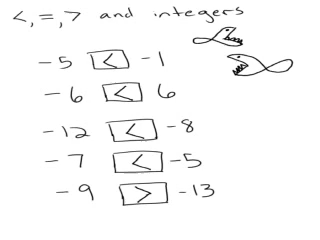 <, =, > and integers
-5 < -1
-6 < 6
-12 < -8
-7 < -5
-9 > -13